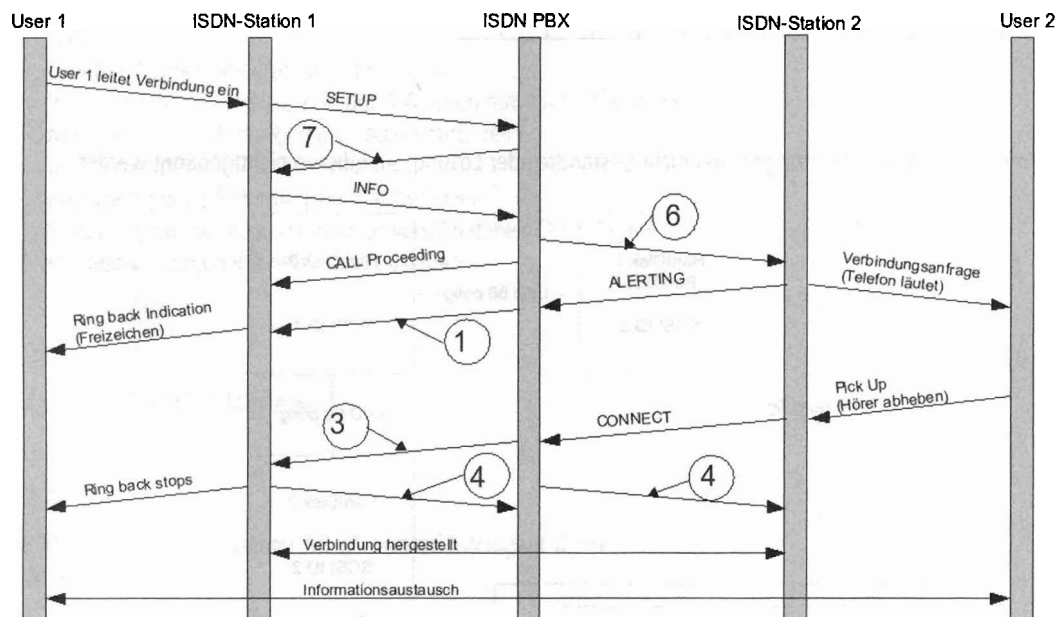 User 1
ISDN-Station 1
ISDN PBX
ISDN-Station 2
User 2
User 1 leitet Verbindung ein
SETUP
7
INFO
6
CALL Proceeding
Verbindungsanfrage
(Telefon läutet)
ALERTING
Ring back Indication
(Freizeichen)
1
Pick Up
(Hörer abheben)
CONNECT
3
Ring back stops
4
4
Verbindung hergestellt
Informationsaustausch